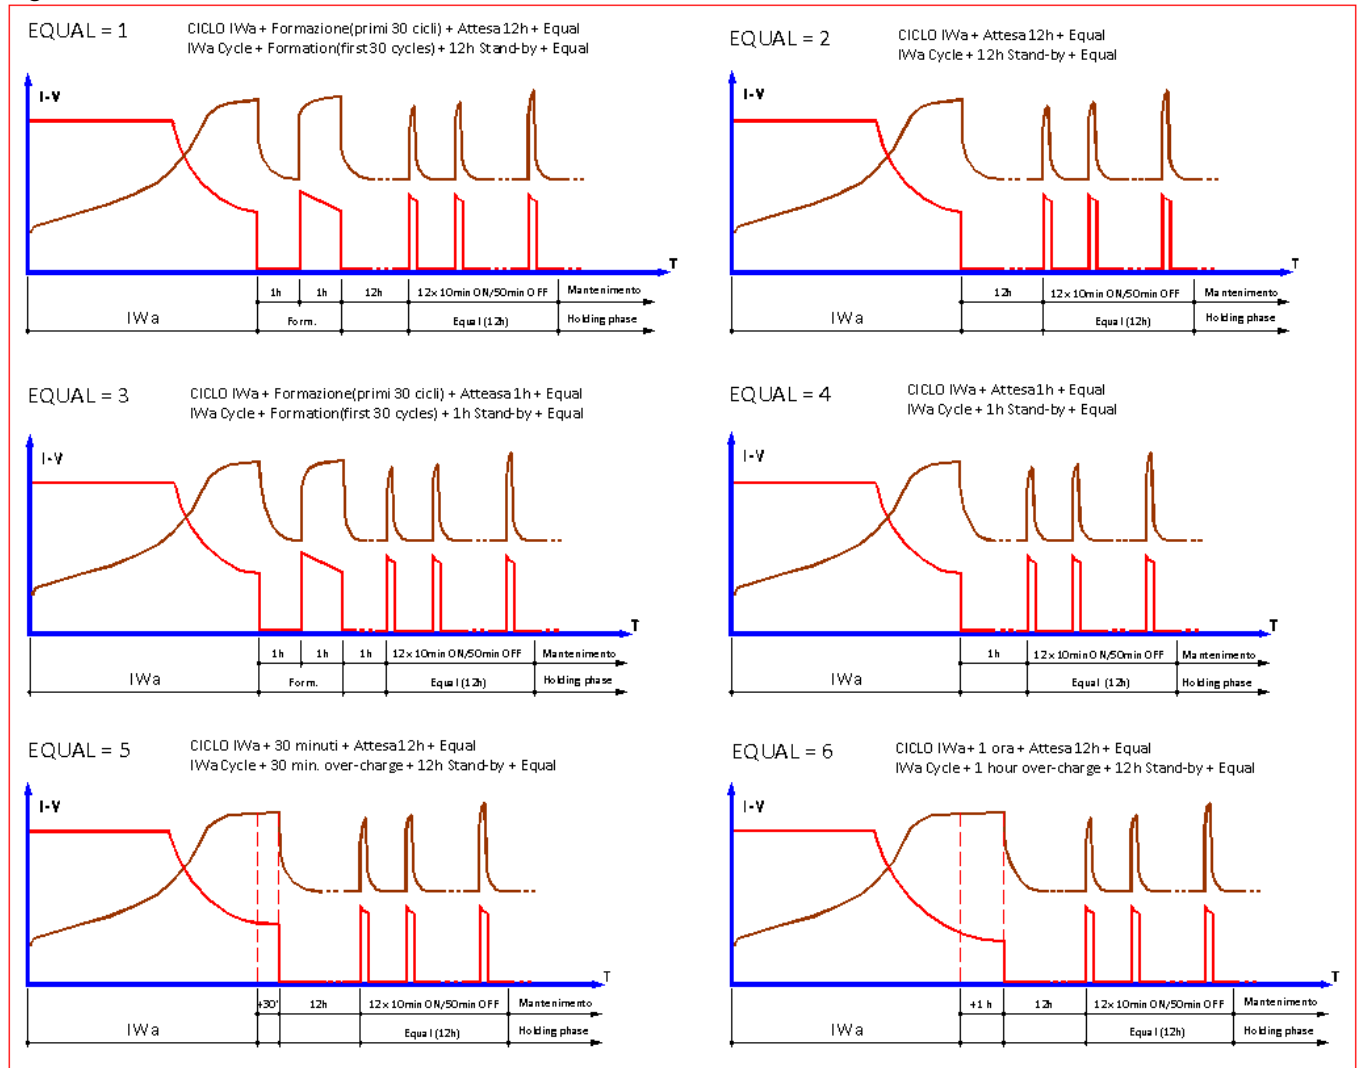 EQUAL = 1
CICLO IWa + Formazione(primi 30 cicli) + Attesa 12h + Equal
IWa Cycle + Formation(first 30 cycles) + 12h Stand-by + Equal
I-V
T
1h 1h 12h 12x 10min ON/50min OFF Mantenimento
IWa Form. Equal (12h) Holding phase
EQUAL = 2
CICLO IWa + Attesa 12h + Equal
IWa Cycle + 12h Stand-by + Equal
I-V
T
12h 12x 10min ON/50min OFF Mantenimento
IWa Equal (12h) Holding phase
EQUAL = 3
CICLO IWa + Formazione(primi 30 cicli) + Atteasa 1h + Equal
IWa Cycle + Formation(first 30 cycles) + 1h Stand-by + Equal
I-V
T
1h 1h 1h 12x 10min ON/50min OFF Mantenimento
IWa Form. Equal (12h) Holding phase
EQUAL = 4
CICLO IWa + Attesa 1h + Equal
IWa Cycle + 1h Stand-by + Equal
I-V
T
1h 12x 10min ON/50min OFF Mantenimento
IWa Equal (12h) Holding phase
EQUAL = 5
CICLO IWa + 30 minuti + Attesa 12h + Equal
IWa Cycle + 30 min. over-charge + 12h Stand-by + Equal
I-V
T
+30' 12h 12x 10min ON/50min OFF Mantenimento
IWa Equal (12h) Holding phase
EQUAL = 6
CICLO IWa + 1 ora + Attesa 12h + Equal
IWa Cycle + 1 hour over-charge + 12h Stand-by + Equal
I-V
T
+1 h 12h 12x 10min ON/50min OFF Mantenimento
IWa Equal (12h) Holding phase